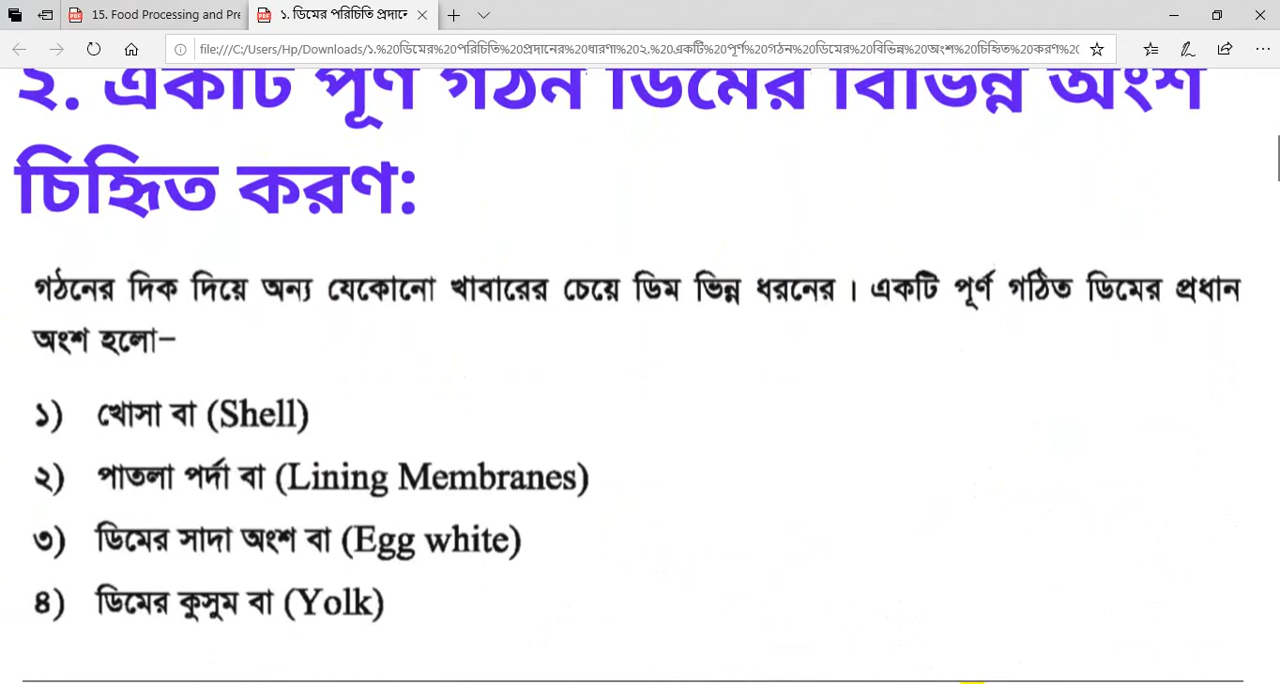 15. Food Processing and Pre
১. ডিমের পরিচিতি প্রদানে
file:///C:/Users/Hp/Downloads/১.%20ডিমের%20পরিচিতি%20প্রদানের%20ধারণা%20২.%20একটি%20পূর্ণ%20গঠন%20ডিমের%20বিভিন্ন%20অংশ%20চিহ্নিত%20করণ%20
২. একটি পূর্ণ গঠন ডিমের বিভিন্ন অংশ
চিহ্নিত করণ:
গঠনের দিক দিয়ে অন্য যেকোনো খাবারের চেয়ে ডিম ভিন্ন ধরনের । একটি পূর্ণ গঠিত ডিমের প্রধান
অংশ হলো–
১) খোসা বা (Shell)
২) পাতলা পর্দা বা (Lining Membranes)
৩) ডিমের সাদা অংশ বা (Egg white)
৪) ডিমের কুসুম বা (Yolk)